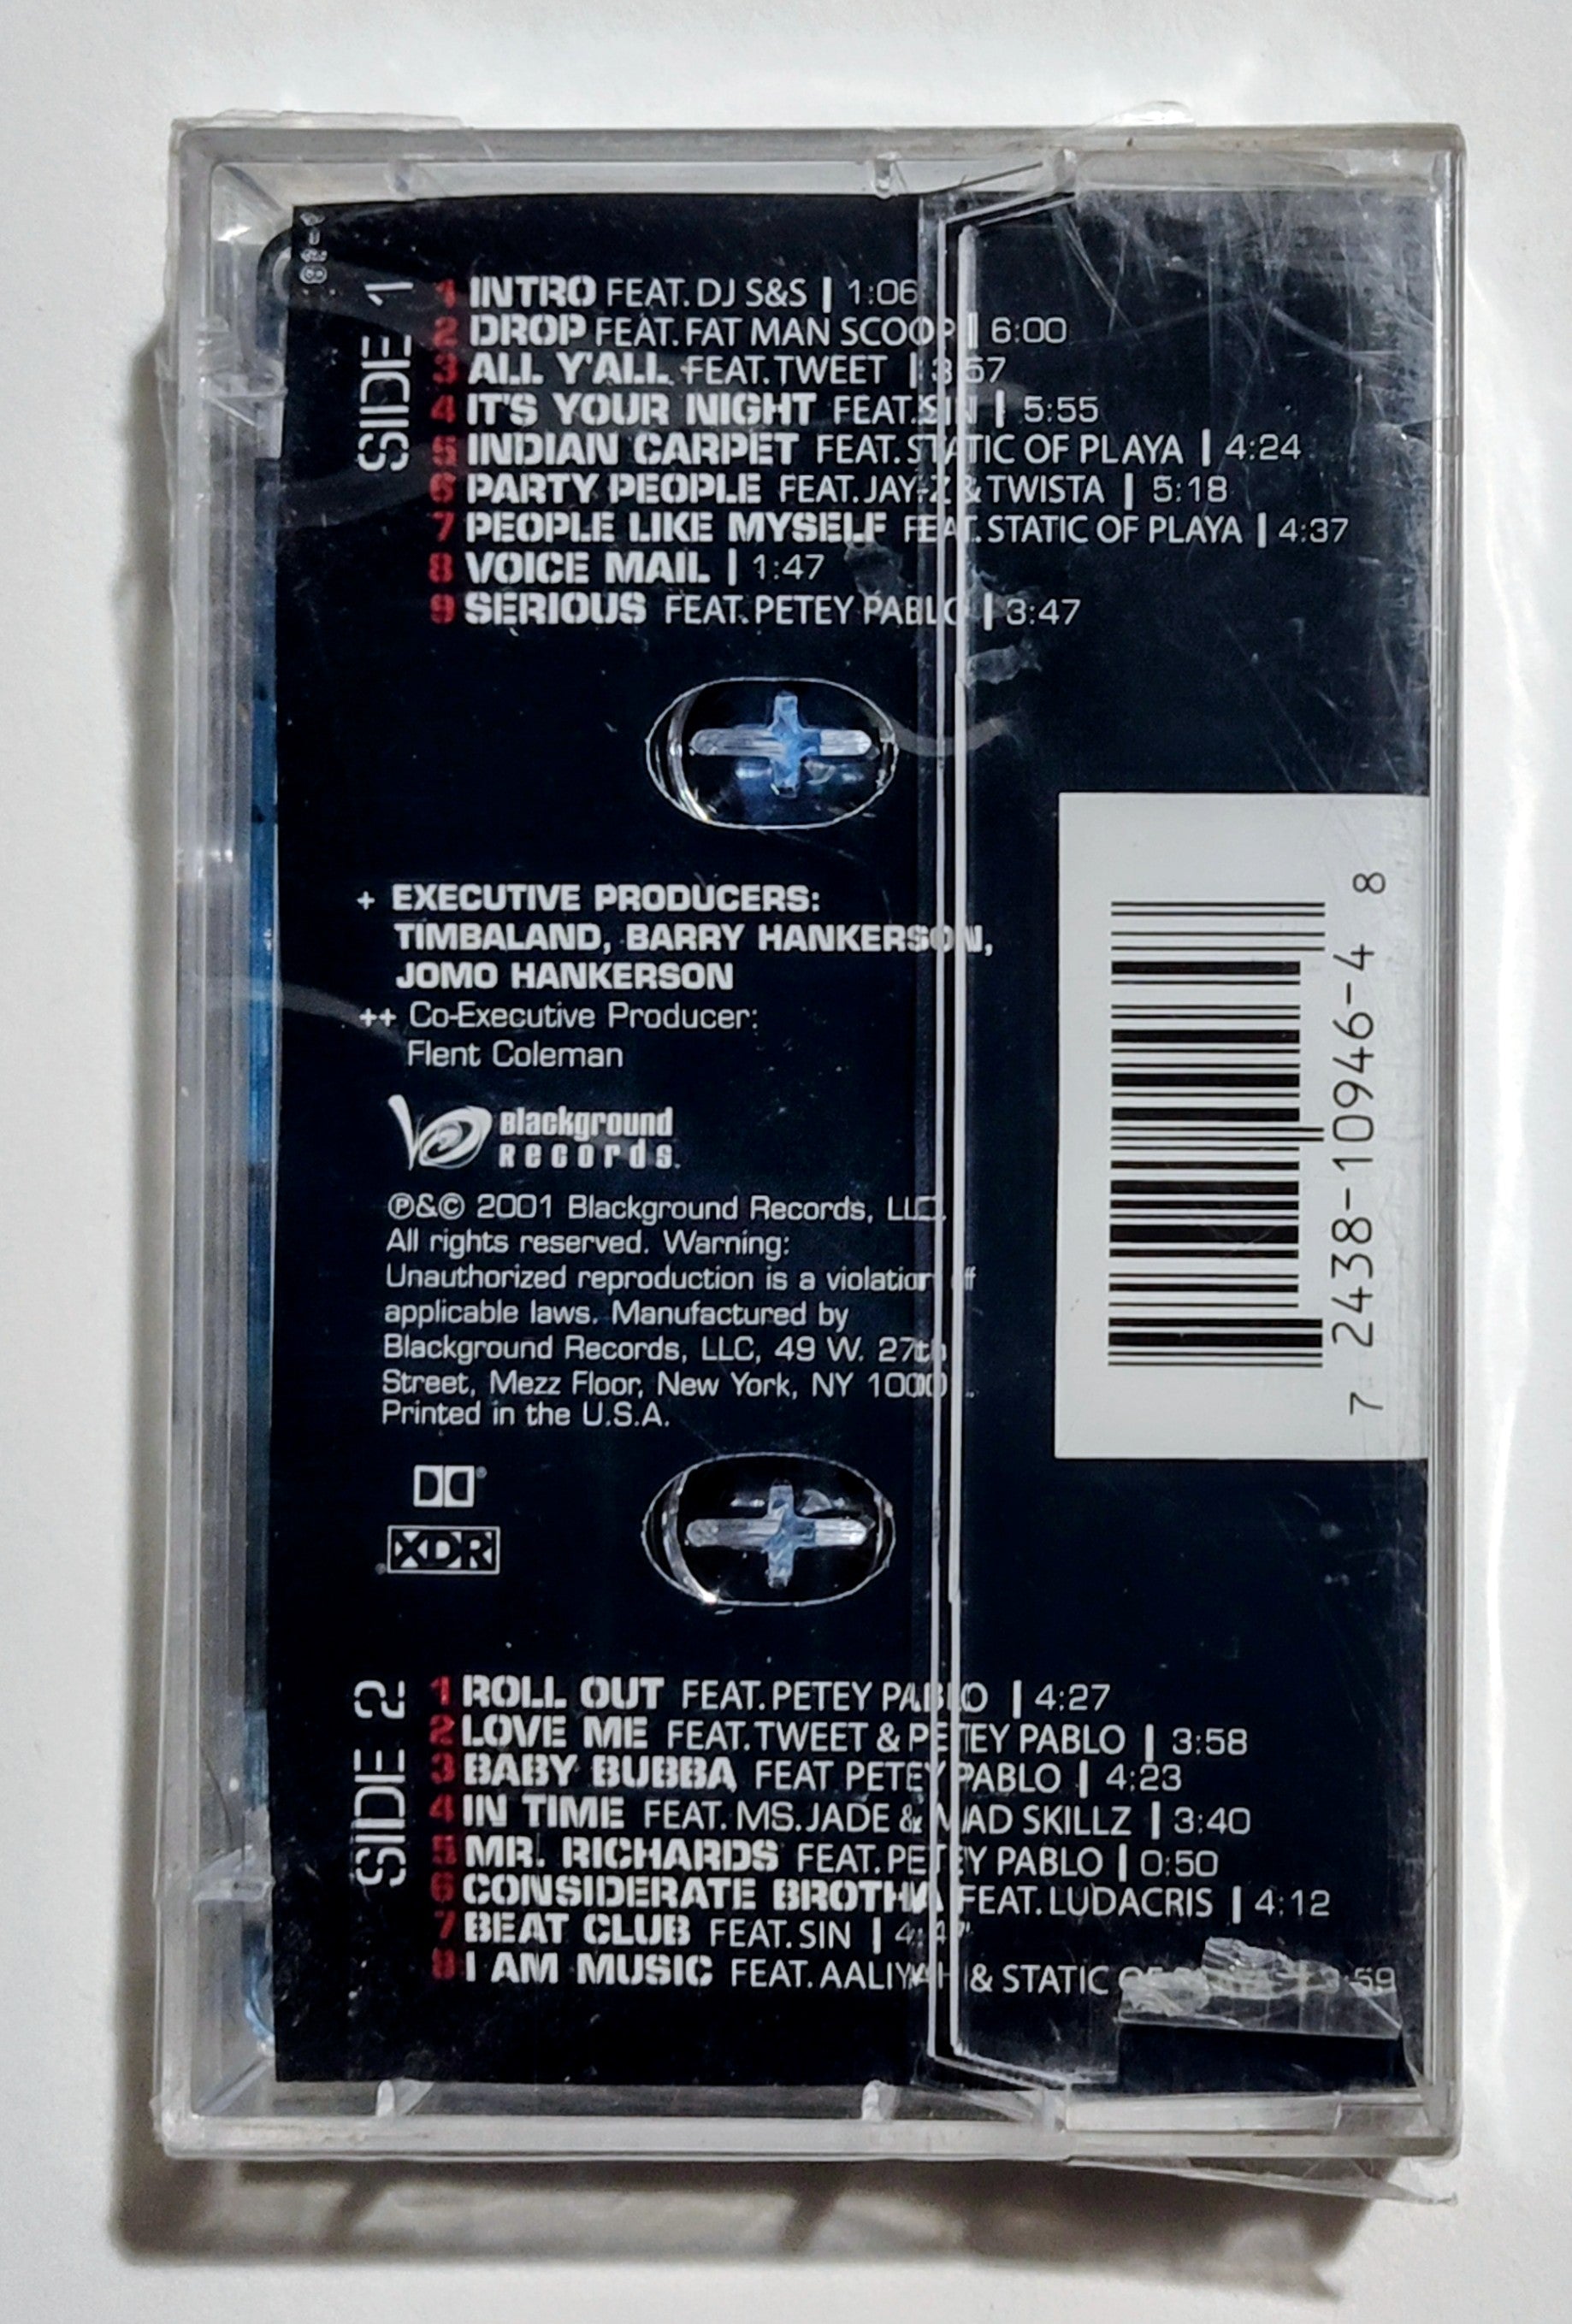 SIDE 1
1 INTRO FEAT. DJ S&S | 1:06
2 DROP FEAT. FAT MAN SCOOP | 6:00
3 ALL Y'ALL FEAT. TWEET | 3:57
4 IT'S YOUR NIGHT FEAT. SIN | 5:55
5 INDIAN CARPET FEAT. STATIC OF PLAYA | 4:24
6 PARTY PEOPLE FEAT. JAY-Z & TWISTA | 5:18
7 PEOPLE LIKE MYSELF FEAT. STATIC OF PLAYA | 4:37
8 VOICE MAIL | 1:47
9 SERIOUS FEAT. PETEY PABLO | 3:47
+ EXECUTIVE PRODUCERS:
TIMBALAND, BARRY HANKERSON,
JOMO HANKERSON
++ Co-Executive Producer:
Flent Coleman
Blackground
Records
℗&© 2001 Blackground Records, LLC.
All rights reserved. Warning:
Unauthorized reproduction is a violation off
applicable laws. Manufactured by
Blackground Records, LLC, 49 W. 27th
Street, Mezz Floor, New York, NY
Printed in the U.S.A.
XDR
7 2438-10946-4 8
SIDE 2
1 ROLL OUT FEAT. PETEY PABLO | 4:27
2 LOVE ME FEAT. TWEET & PETEY PABLO | 3:58
3 BABY BUBBA FEAT PETEY PABLO | 4:23
4 IN TIME FEAT. MS. JADE & MAD SKILLZ | 3:40
5 MR. RICHARDS FEAT. PETEY PABLO | 0:50
6 CONSIDERATE BROTHA FEAT. LUDACRIS | 4:12
7 BEAT CLUB FEAT. SIN | 4:47
8 I AM MUSIC FEAT. AALIYAH & STATIC